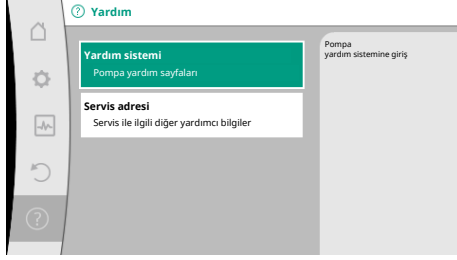 Yardım
Yardım sistemi
Pompa yardım sayfaları
Servis adresi
Servis ile ilgili diğer yardımcı bilgiler
Pompa
yardım sistemine giriş